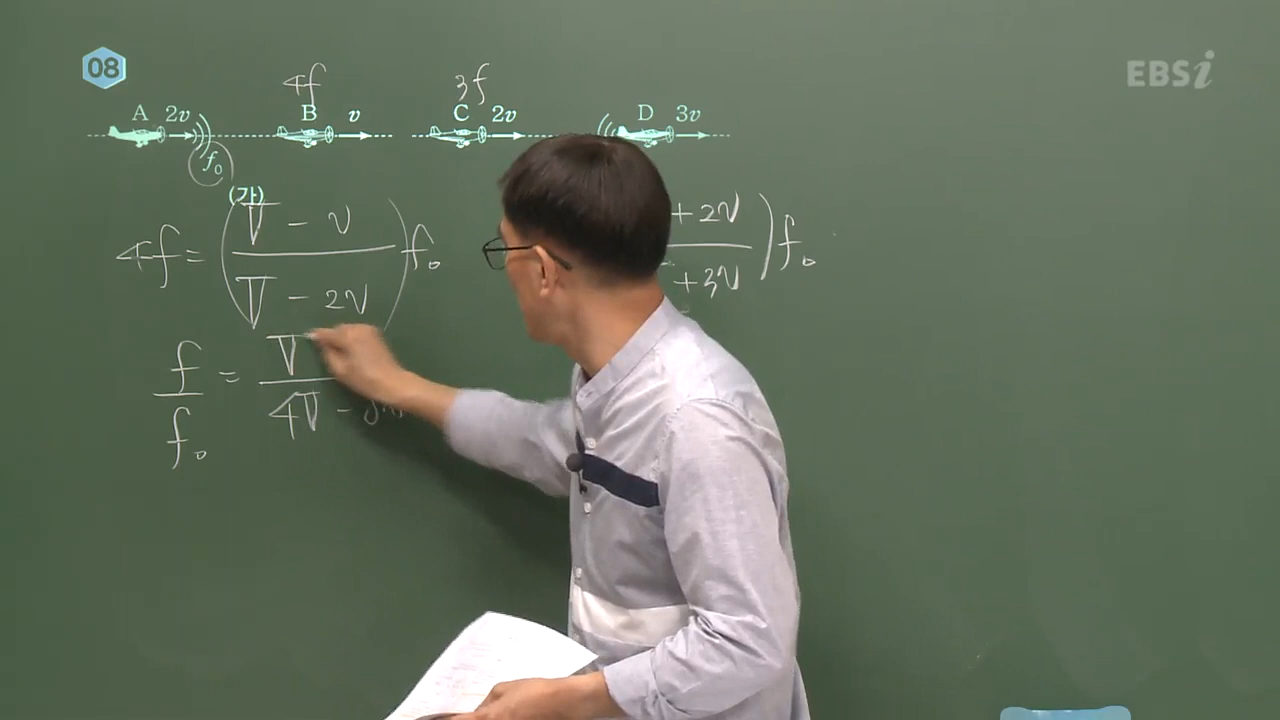 08
EBSi
4f 3f
A 2v B v C 2v D 3v
f₀
(가)
4f = (V - v / V - 2v) f₀
+ 2v / + 3v) f₀
f / f₀ = V / 4V -